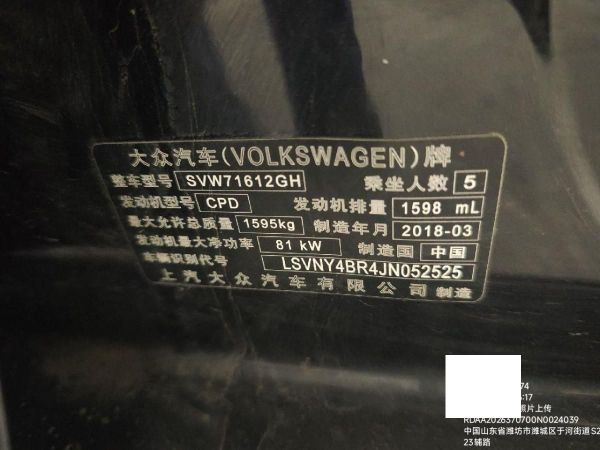 大众汽车(VOLKSWAGEN)牌
整车型号 SVW71612GH 乘坐人数 5
发动机型号 CPD 发动机排量 1598 mL
最大允许总质量 1595kg 制造年月 2018-03
发动机最大净功率 81 kW 制造国 中国
车辆识别代号 LSVNY4BR4JN052525
上汽大众汽车有限公司 制造
74
:17
照片上传
RDAA2026370700N0024039
中国山东省潍坊市潍城区于河街道S2
23辅路